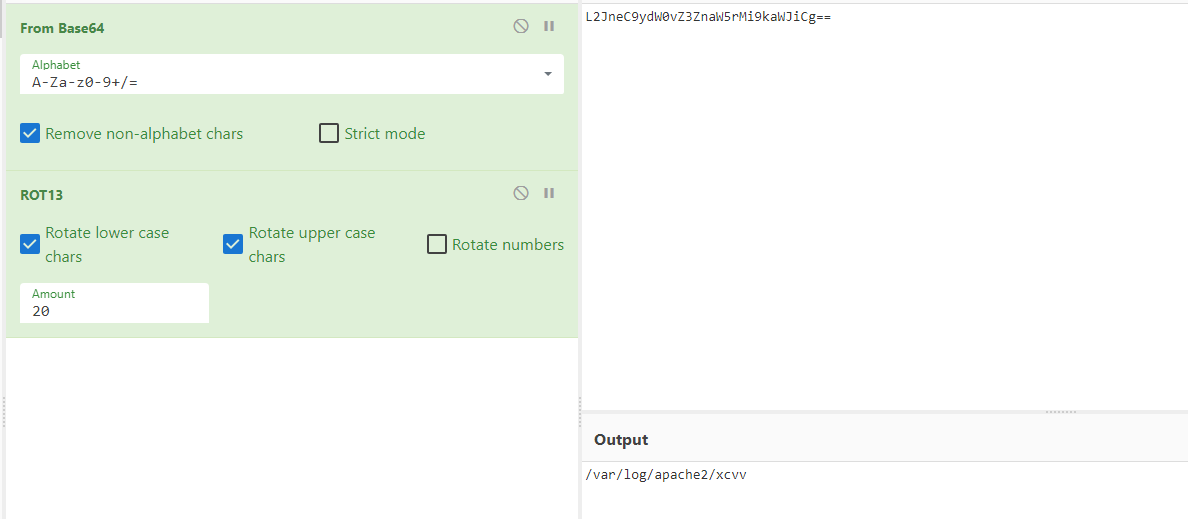 From Base64
Alphabet
A-Za-z0-9+/=
Remove non-alphabet chars
Strict mode
ROT13
Rotate lower case
chars
Rotate upper case
chars
Rotate numbers
Amount
20
L2JneC9ydW0vZ3ZnaW5rMi9kaWJiCg==
Output
/var/log/apache2/xcvv